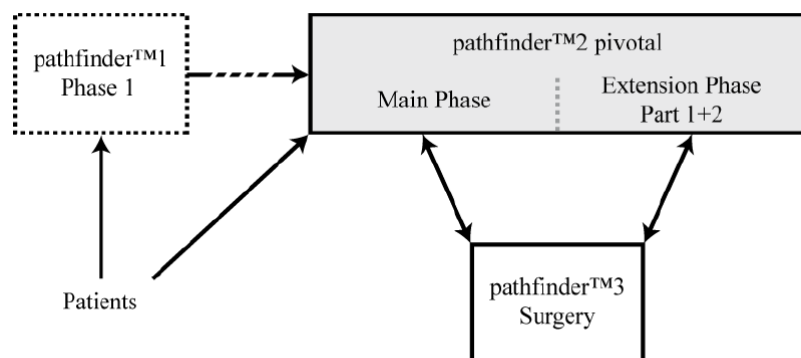 pathfinder™1
Phase 1
pathfinder™2 pivotal
Main Phase
Extension Phase
Part 1+2
Patients
pathfinder™3
Surgery